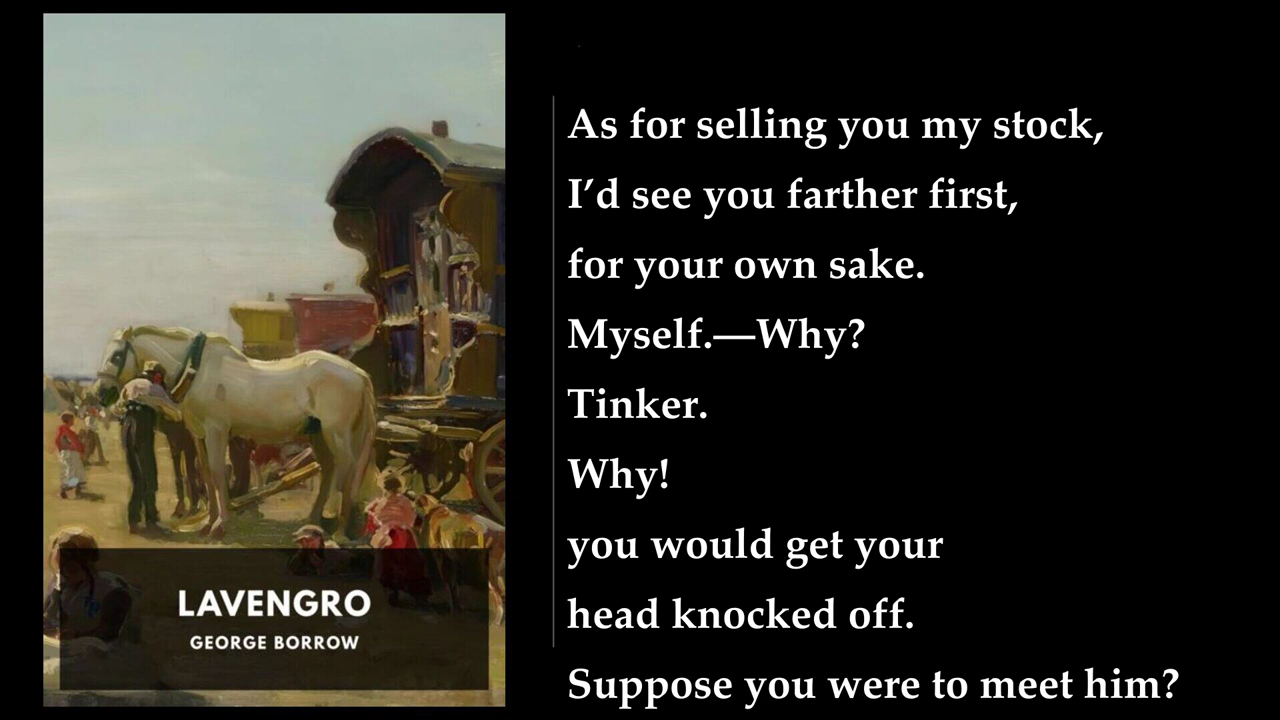 LAVENGRO
GEORGE BORROW
As for selling you my stock,
I’d see you farther first,
for your own sake.
Myself.—Why?
Tinker.
Why!
you would get your
head knocked off.
Suppose you were to meet him?